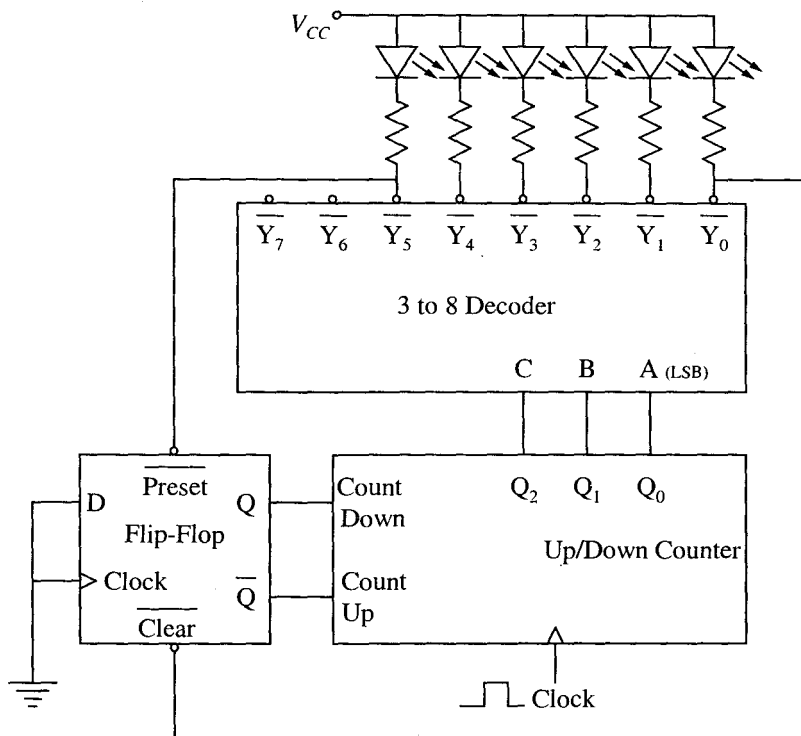 V_CC
Y̅₇ Y̅₆ Y̅₅ Y̅₄ Y̅₃ Y̅₂ Y̅₁ Y̅₀
3 to 8 Decoder
C B A (LSB)
Preset
D
Q
Flip-Flop
Clock
Q̅
Clear
Count
Down
Q₂ Q₁ Q₀
Up/Down Counter
Count
Up
Clock